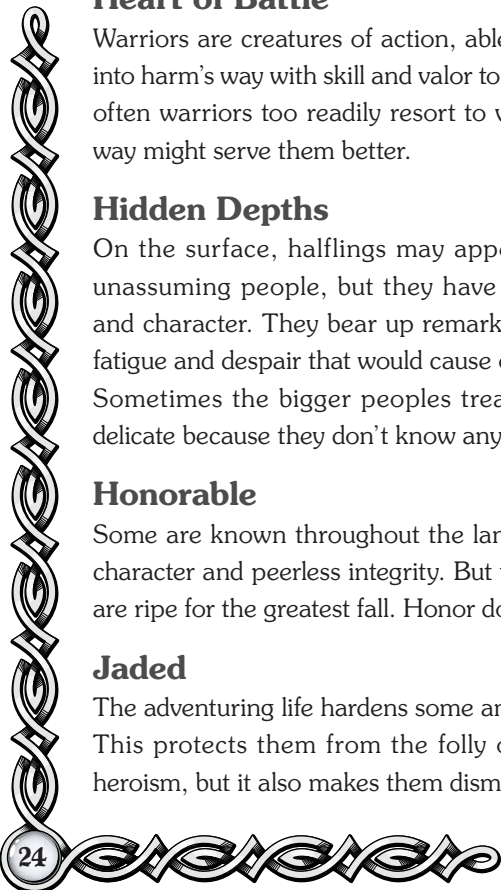 Heart of Battle
Warriors are creatures of action, able
into harm's way with skill and valor to
often warriors too readily resort to
way might serve them better.
Hidden Depths
On the surface, halflings may app
unassuming people, but they have
and character. They bear up remark
fatigue and despair that would cause
Sometimes the bigger peoples trea
delicate because they don't know any
Honorable
Some are known throughout the lan
character and peerless integrity. But
are ripe for the greatest fall. Honor do
Jaded
The adventuring life hardens some an
This protects them from the folly
heroism, but it also makes them dism
24